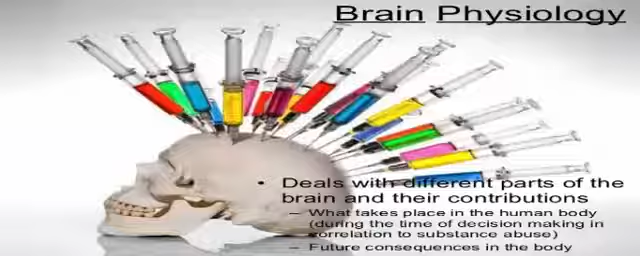 Brain Physiology
• Deals with different parts of the
brain and their contributions
– What takes place in the human body
(during the time of decision making in
correlation to substance abuse)
– Future consequences in the body